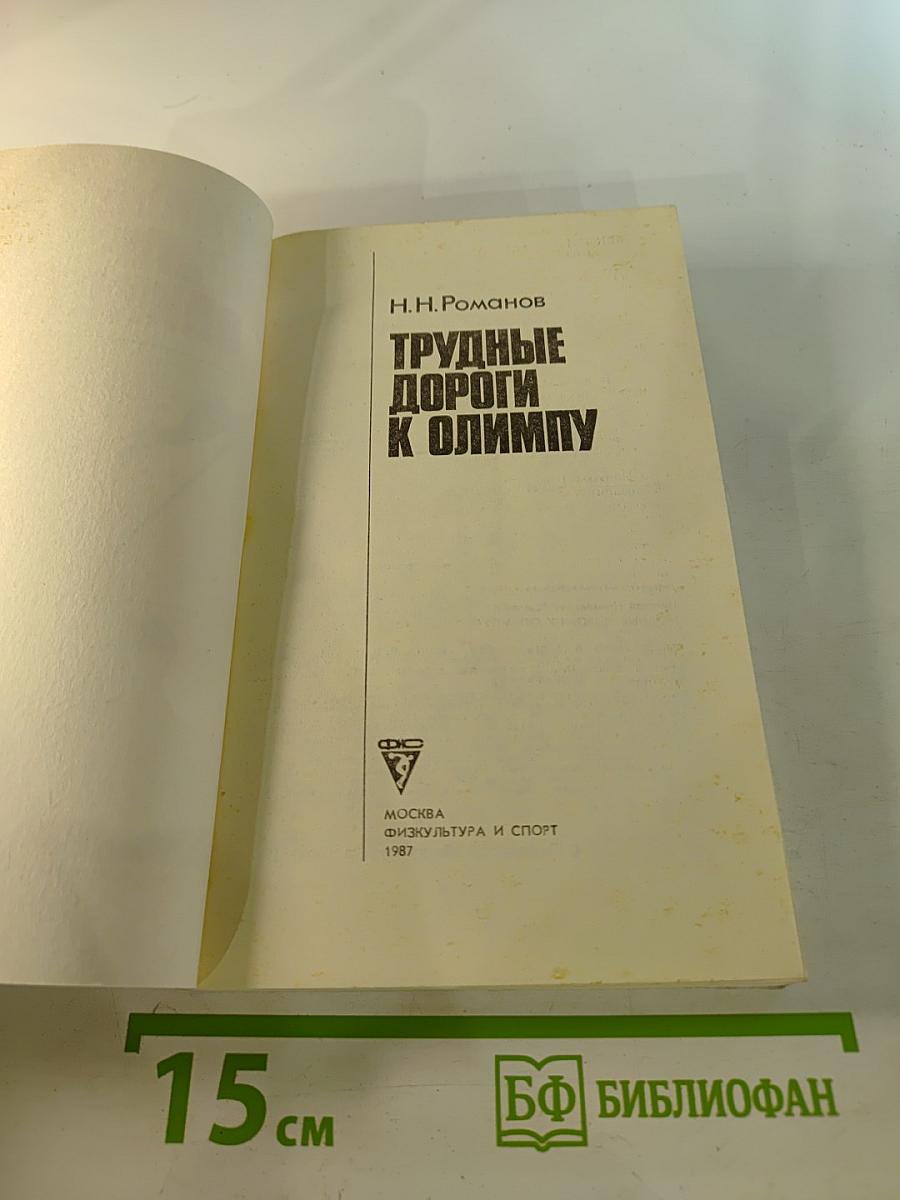 Н.Н.Романов
ТРУДНЫЕ
ДОРОГИ
К ОЛИМПУ
ФИС
МОСКВА
ФИЗКУЛЬТУРА И СПОРТ
1987
15 см
БФ БИБЛИОФАН